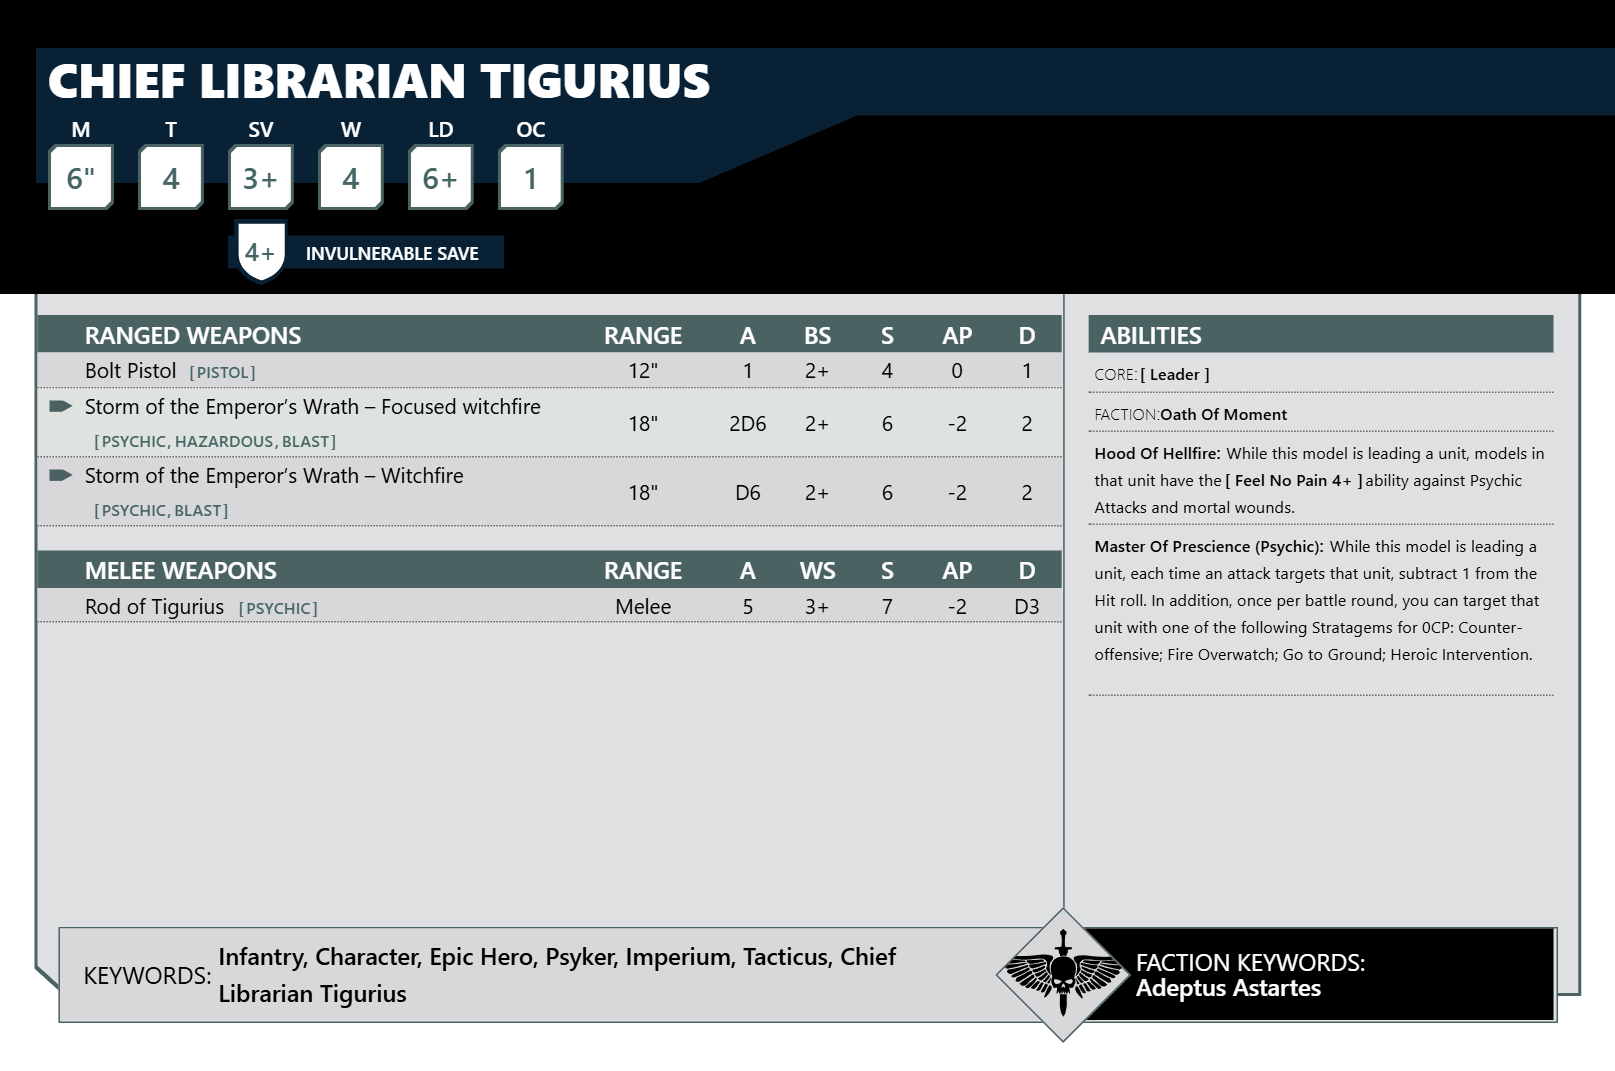 CHIEF LIBRARIAN TIGURIUS
M T SV W LD OC
6" 4 3+ 4 6+ 1
4+ INVULNERABLE SAVE
RANGED WEAPONS RANGE A BS S AP D
Bolt Pistol [PISTOL] 12" 1 2+ 4 0 1
Storm of the Emperor’s Wrath – Focused witchfire
[PSYCHIC, HAZARDOUS, BLAST] 18" 2D6 2+ 6 -2 2
Storm of the Emperor’s Wrath – Witchfire
[PSYCHIC, BLAST] 18" D6 2+ 6 -2 2
MELEE WEAPONS RANGE A WS S AP D
Rod of Tigurius [PSYCHIC] Melee 5 3+ 7 -2 D3
ABILITIES
CORE: [ Leader ]
FACTION:Oath Of Moment
Hood Of Hellfire: While this model is leading a unit, models in
that unit have the [ Feel No Pain 4+ ] ability against Psychic
Attacks and mortal wounds.
Master Of Prescience (Psychic): While this model is leading a
unit, each time an attack targets that unit, subtract 1 from the
Hit roll. In addition, once per battle round, you can target that
unit with one of the following Stratagems for 0CP: Counter-
offensive; Fire Overwatch; Go to Ground; Heroic Intervention.
KEYWORDS: Infantry, Character, Epic Hero, Psyker, Imperium, Tacticus, Chief
Librarian Tigurius
FACTION KEYWORDS:
Adeptus Astartes